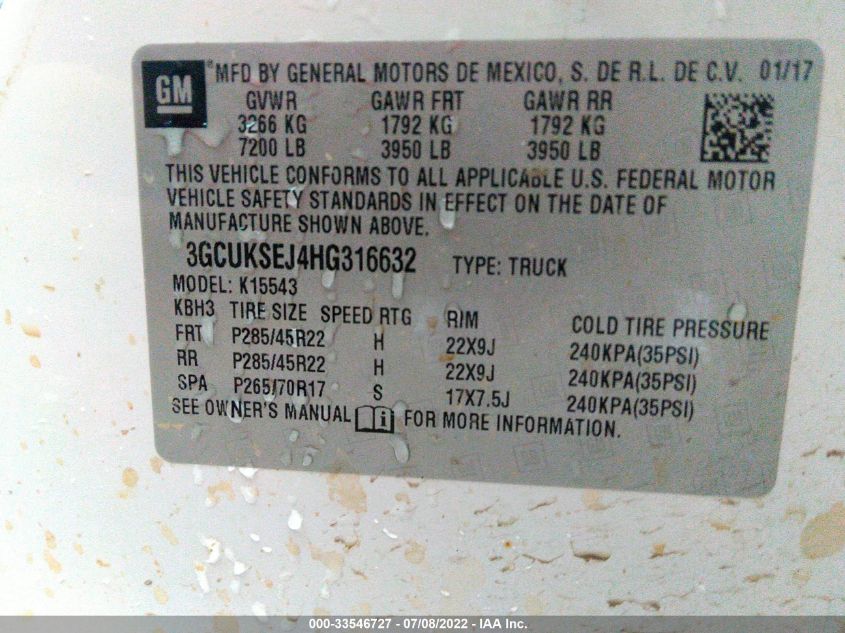 GM
®MFD BY GENERAL MOTORS DE MEXICO, S. DE R.L. DE C.V. 01/17
GVWR GAWR FRT GAWR RR
3266 KG 1792 KG 1792 KG
7200 LB 3950 LB 3950 LB
THIS VEHICLE CONFORMS TO ALL APPLICABLE U.S. FEDERAL MOTOR
VEHICLE SAFETY STANDARDS IN EFFECT ON THE DATE OF
MANUFACTURE SHOWN ABOVE.
3GCUKSEJ4HG316632 TYPE: TRUCK
MODEL: K15543
KBH3 TIRE SIZE SPEED RTG RIM COLD TIRE PRESSURE
FRT P285/45R22 H 22X9J 240KPA(35PSI)
RR P285/45R22 H 22X9J 240KPA(35PSI)
SPA P265/70R17 S 17X7.5J 240KPA(35PSI)
SEE OWNER'S MANUAL FOR MORE INFORMATION.
000-33546727 - 07/08/2022 - IAA Inc.